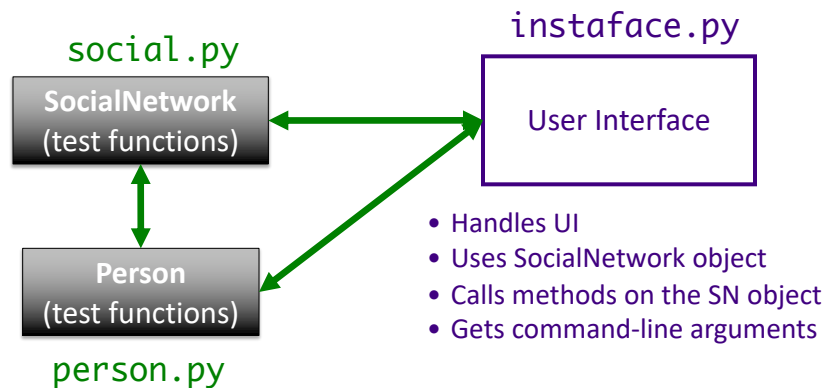 social.py
SocialNetwork
(test functions)
Person
(test functions)
person.py
instaface.py
User Interface
• Handles UI
• Uses SocialNetwork object
• Calls methods on the SN object
• Gets command-line arguments